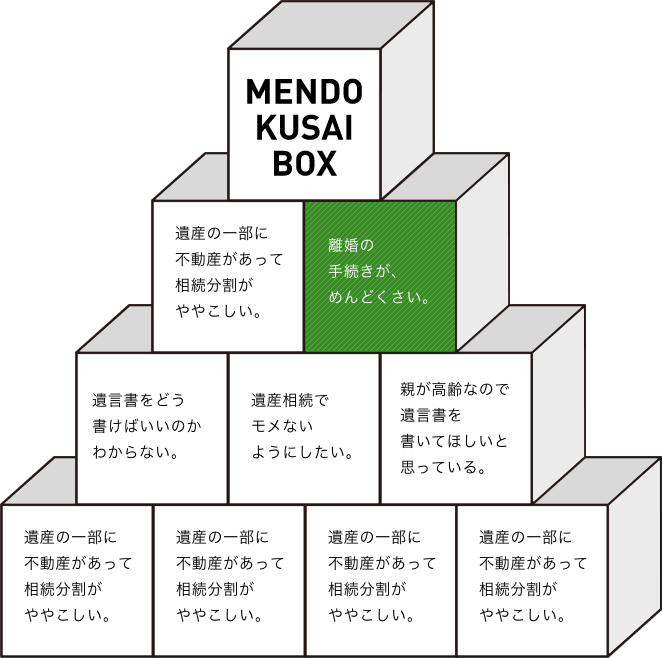 MENDO
KUSAI
BOX
遺産の一部に
不動産があって
相続分割が
ややこしい。
離婚の
手続きが、
めんどくさい。
遺言書をどう
書けばいいのか
わからない。
遺産相続で
モメない
ようにしたい。
親が高齢なので
遺言書を
書いてほしいと
思っている。
遺産の一部に
不動産があって
相続分割が
ややこしい。
遺産の一部に
不動産があって
相続分割が
ややこしい。
遺産の一部に
不動産があって
相続分割が
ややこしい。
遺産の一部に
不動産があって
相続分割が
ややこしい。